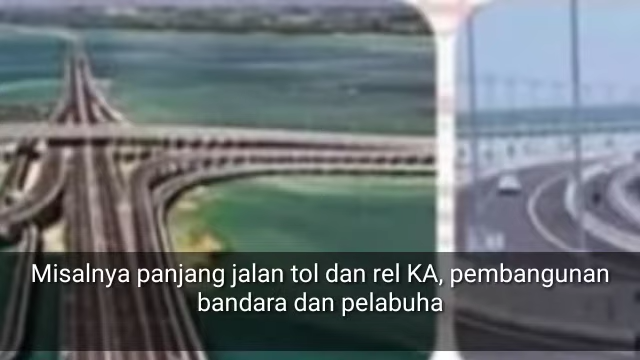 Misalnya panjang jalan tol dan rel KA, pembangunan
bandara dan pelabuha